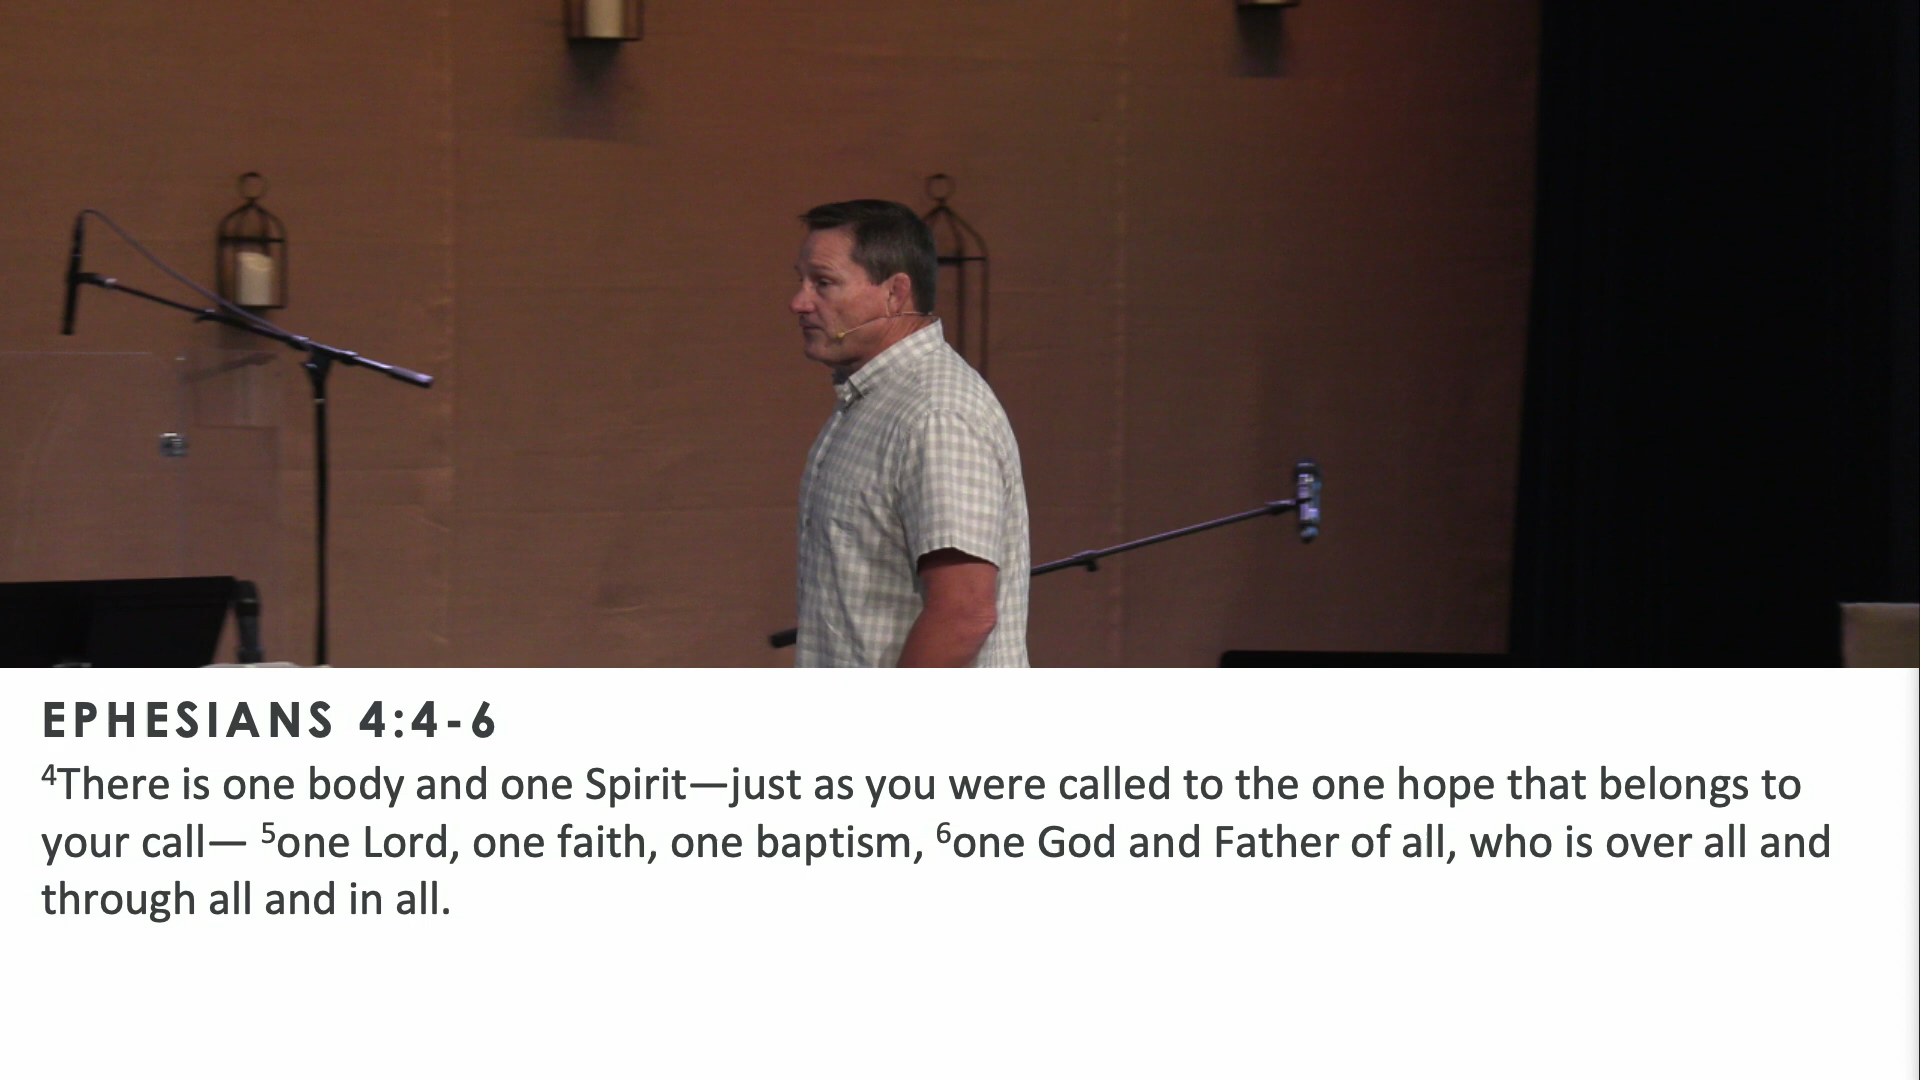 EPHESIANS 4:4-6
⁴There is one body and one Spirit—just as you were called to the one hope that belongs to
your call— ⁵one Lord, one faith, one baptism, ⁶one God and Father of all, who is over all and
through all and in all.